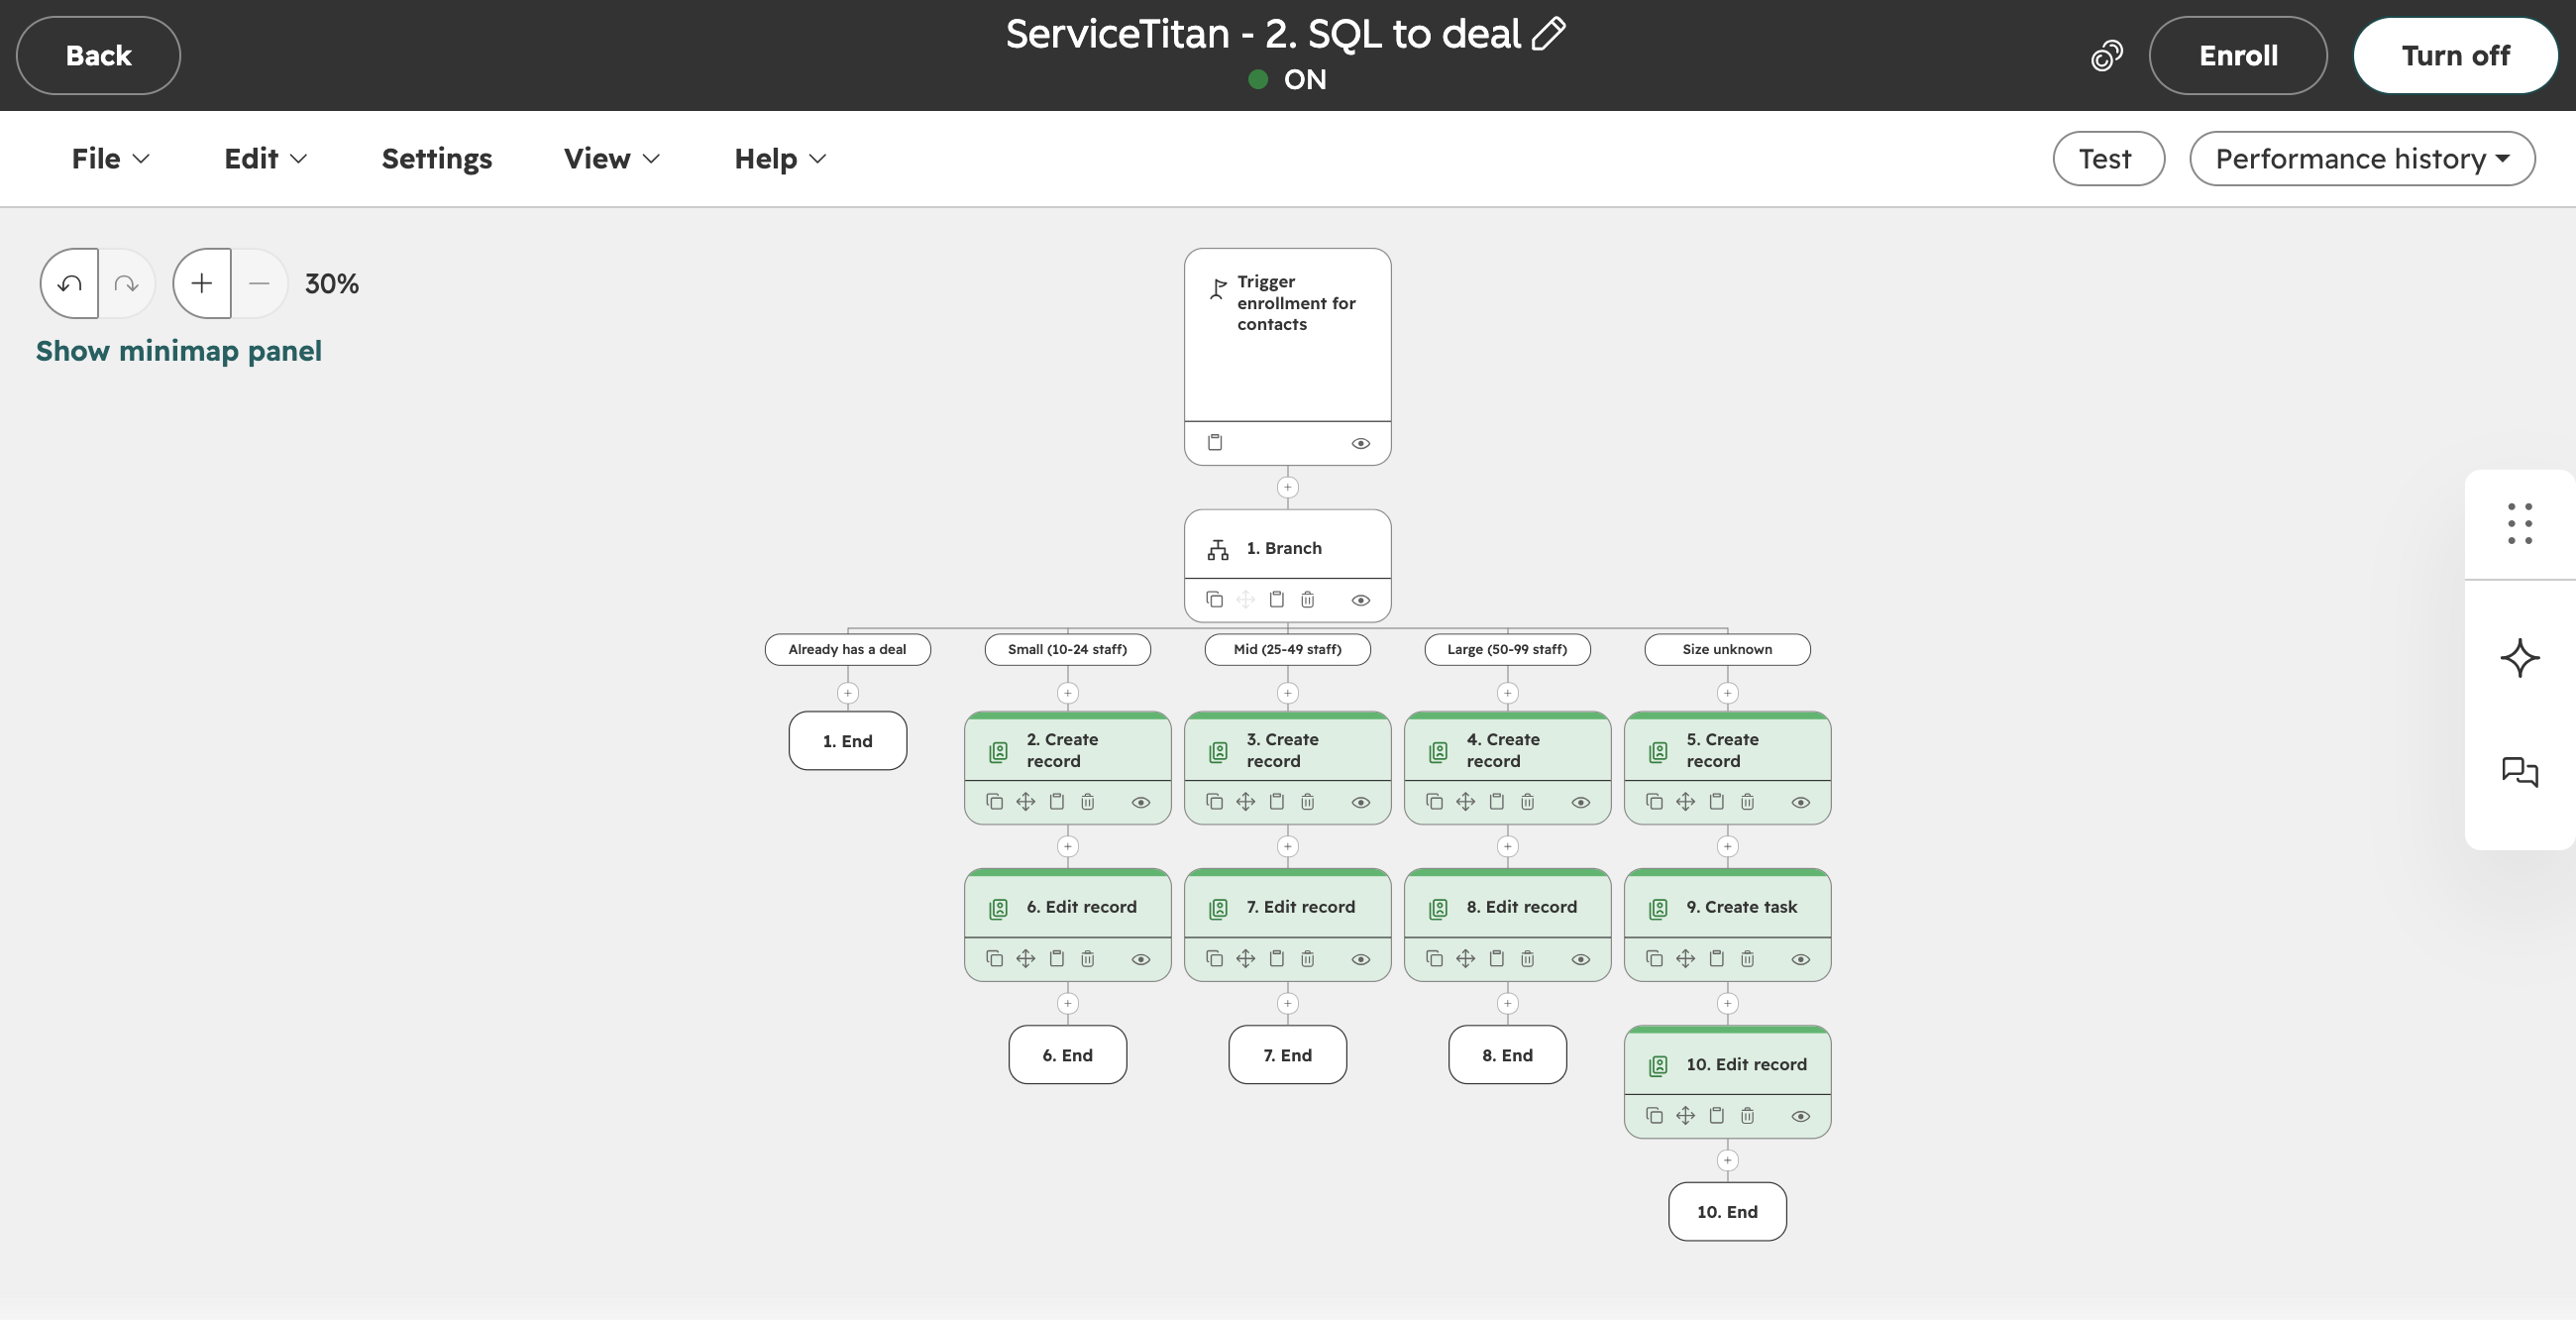 Back
ServiceTitan - 2. SQL to deal
ON
Enroll
Turn off
File
Edit
Settings
View
Help
Test
Performance history
30%
Show minimap panel
Trigger
enrollment for
contacts
1. Branch
Already has a deal
Small (10-24 staff)
Mid (25-49 staff)
Large (50-99 staff)
Size unknown
1. End
2. Create
record
3. Create
record
4. Create
record
5. Create
record
6. Edit record
7. Edit record
8. Edit record
9. Create task
6. End
7. End
8. End
10. Edit record
10. End